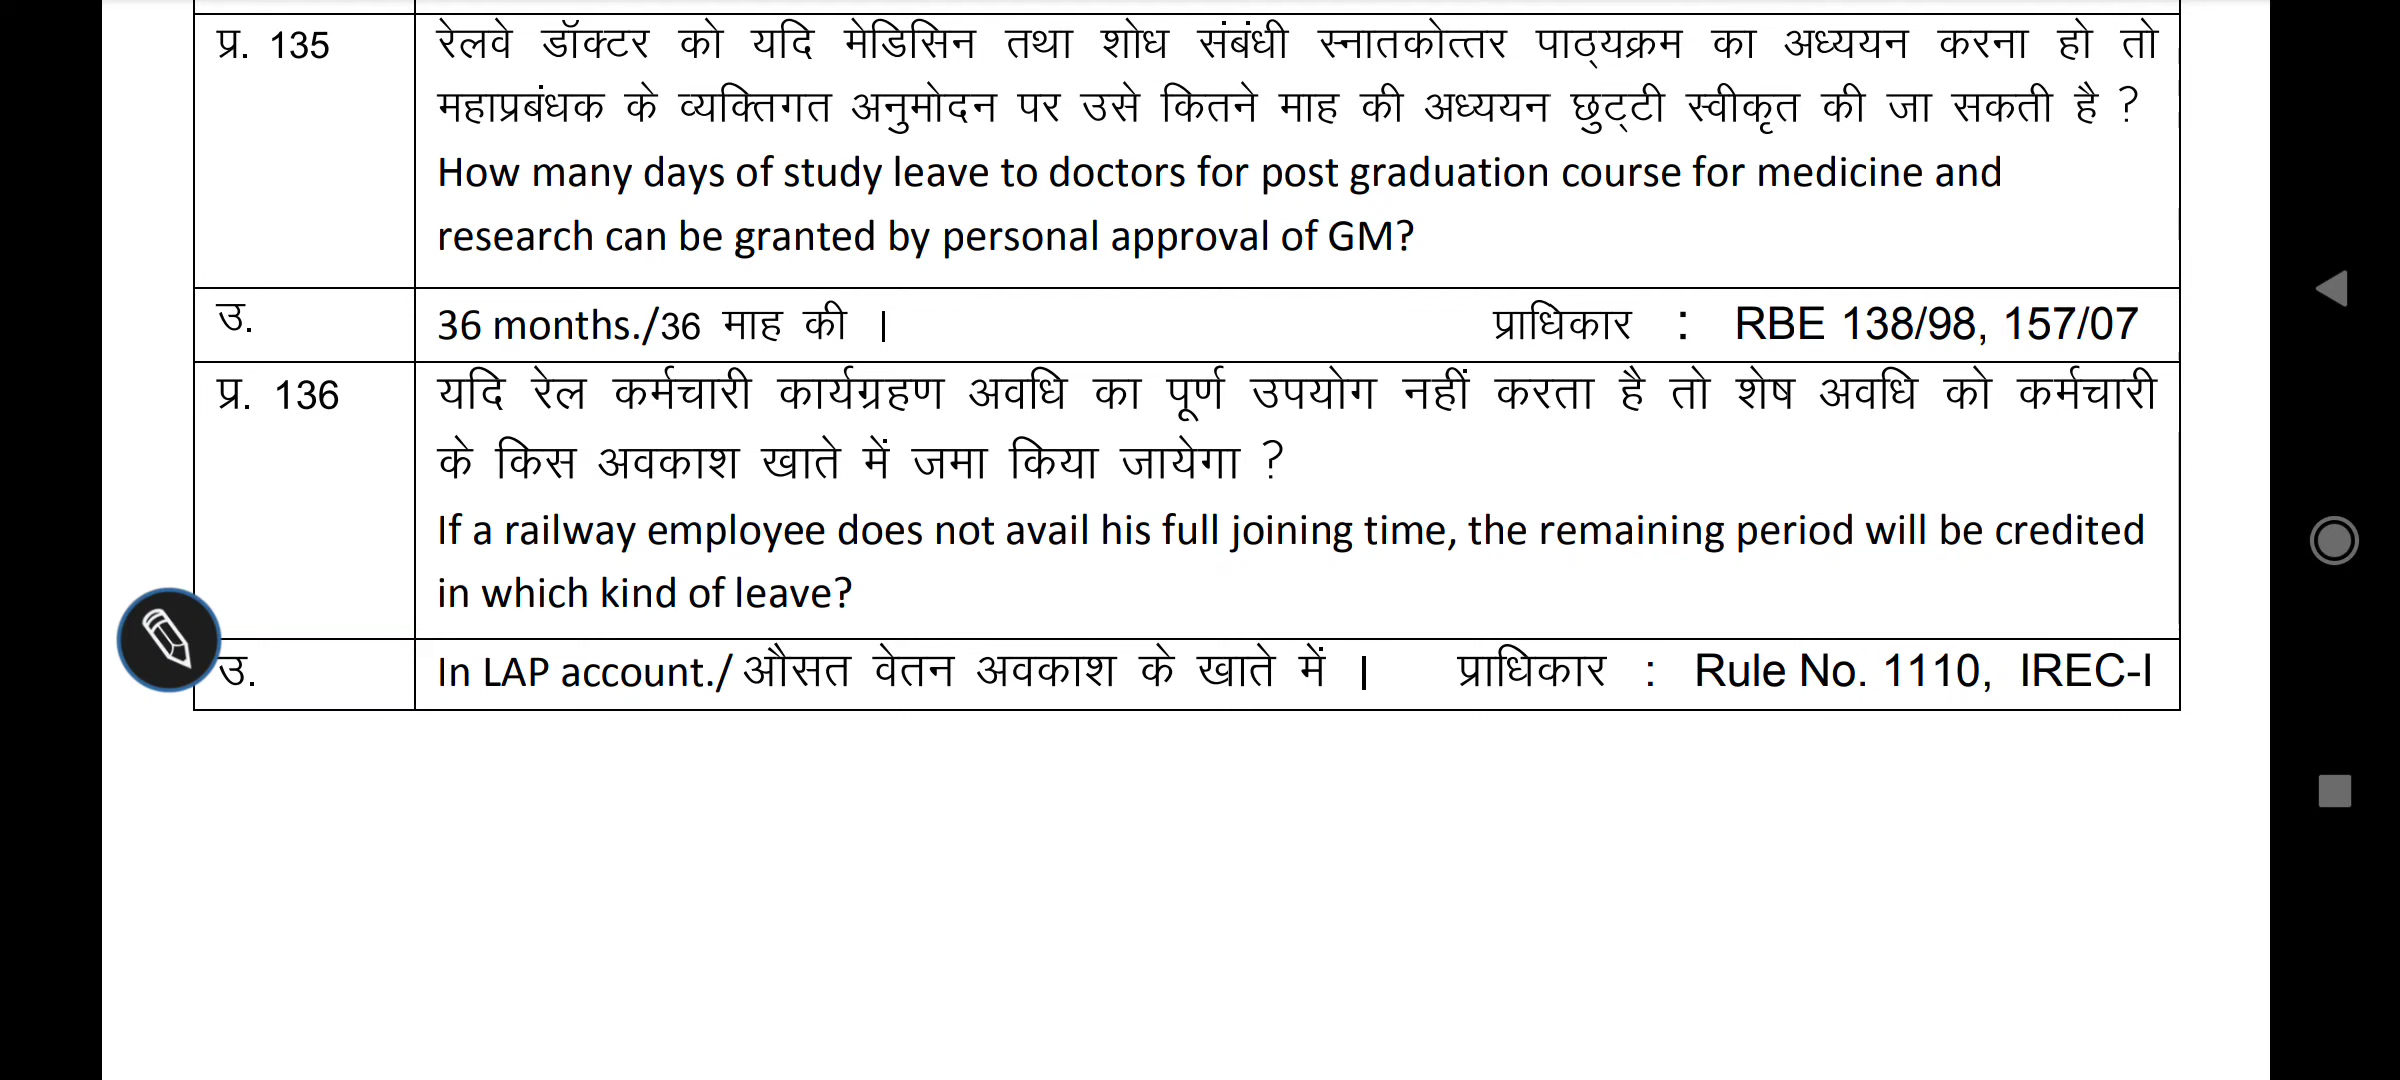 प्र. 135
रेलवे डॉक्टर को यदि मेडिसिन तथा शोध संबंधी स्नातकोत्तर पाठ्यक्रम का अध्ययन करना हो तो
महाप्रबंधक के व्यक्तिगत अनुमोदन पर उसे कितने माह की अध्ययन छुट्टी स्वीकृत की जा सकती है ?
How many days of study leave to doctors for post graduation course for medicine and
research can be granted by personal approval of GM?
उ. 36 months./36 माह की । प्राधिकार : RBE 138/98, 157/07
प्र. 136
यदि रेल कर्मचारी कार्यग्रहण अवधि का पूर्ण उपयोग नहीं करता है तो शेष अवधि को कर्मचारी
के किस अवकाश खाते में जमा किया जायेगा ?
If a railway employee does not avail his full joining time, the remaining period will be credited
in which kind of leave?
उ. In LAP account./ औसत वेतन अवकाश के खाते में । प्राधिकार : Rule No. 1110, IREC-I